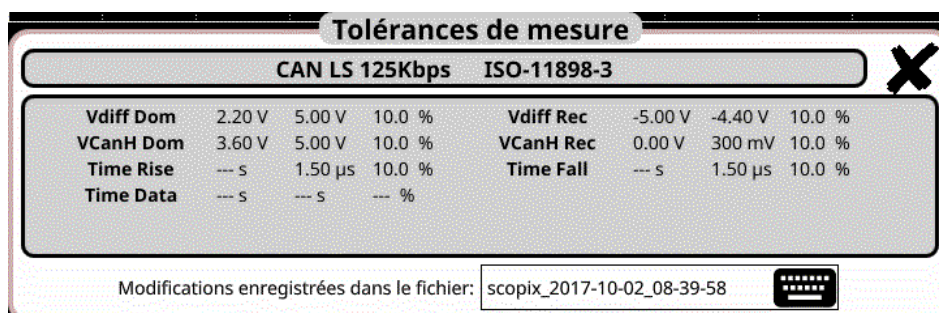 Tolérances de mesure
CAN LS 125Kbps ISO-11898-3
Vdiff Dom 2.20 V 5.00 V 10.0 % Vdiff Rec -5.00 V -4.40 V 10.0 %
VCanH Dom 3.60 V 5.00 V 10.0 % VCanH Rec 0.00 V 300 mV 10.0 %
Time Rise --- s 1.50 µs 10.0 % Time Fall --- s 1.50 µs 10.0 %
Time Data --- s --- s --- %
Modifications enregistrées dans le fichier: scopix_2017-10-02_08-39-58